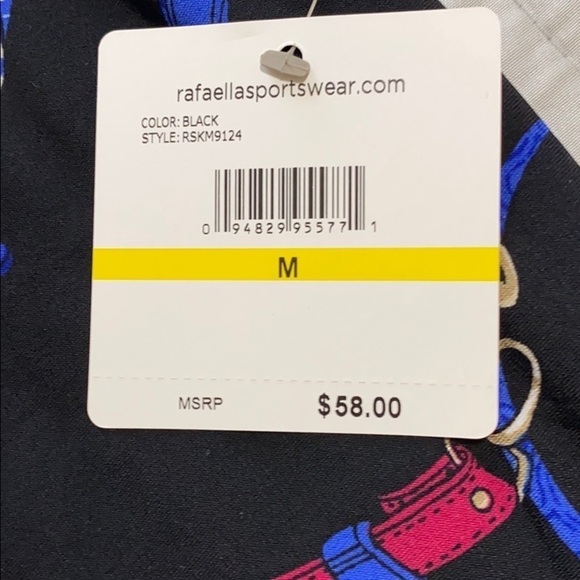 rafaellasportswear.com
COLOR: BLACK
STYLE: RSKM9124
0 94829 95577 1
M
MSRP $58.00